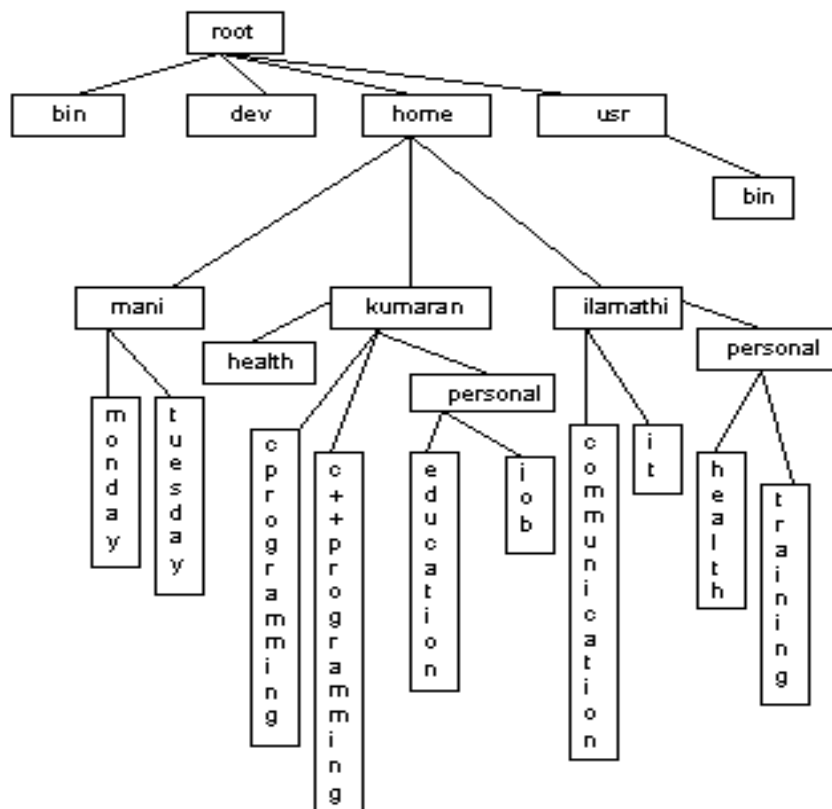 root
bin
dev
home
usr
bin
mani
kumaran
ilamathi
health
personal
personal
monday
tuesday
cprogramming
c++programming
education
job
communication
it
health
training